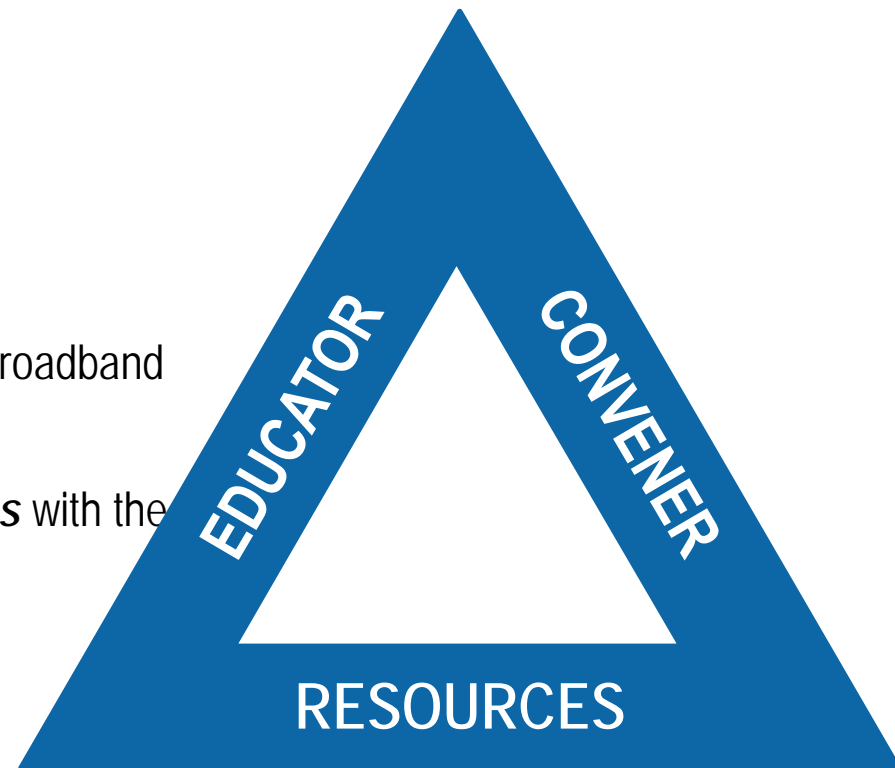 roadband
s with the
EDUCATOR
CONVENER
RESOURCES